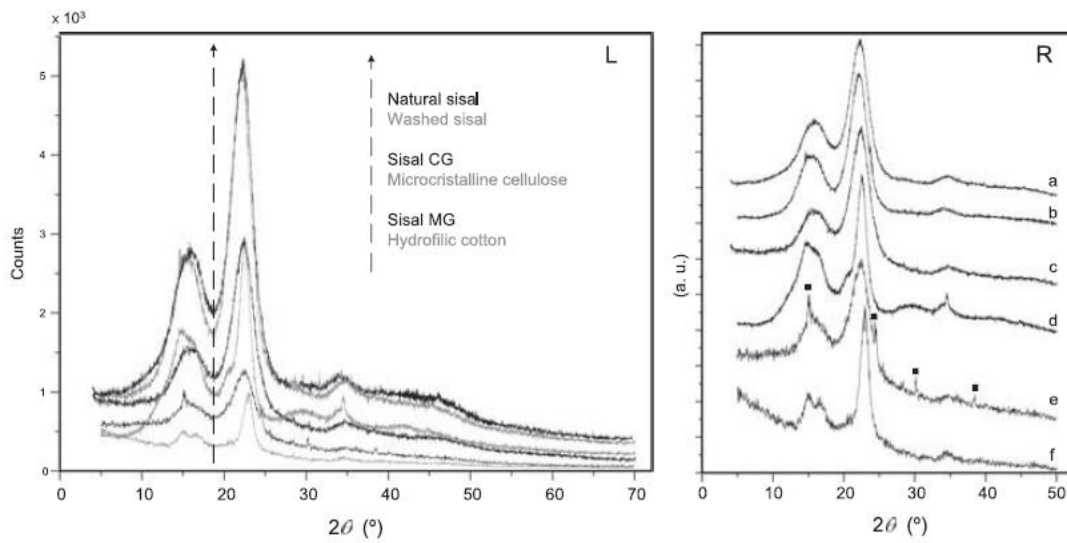 x 10³
L
5
4
3
2
1
0
Counts
Natural sisal
Washed sisal
Sisal CG
Microcristalline cellulose
Sisal MG
Hydrofilic cotton
0 10 20 30 40 50 60 70
2θ (º)
R
(a. u.)
a
b
c
d
e
f
0 10 20 30 40 50
2θ (º)